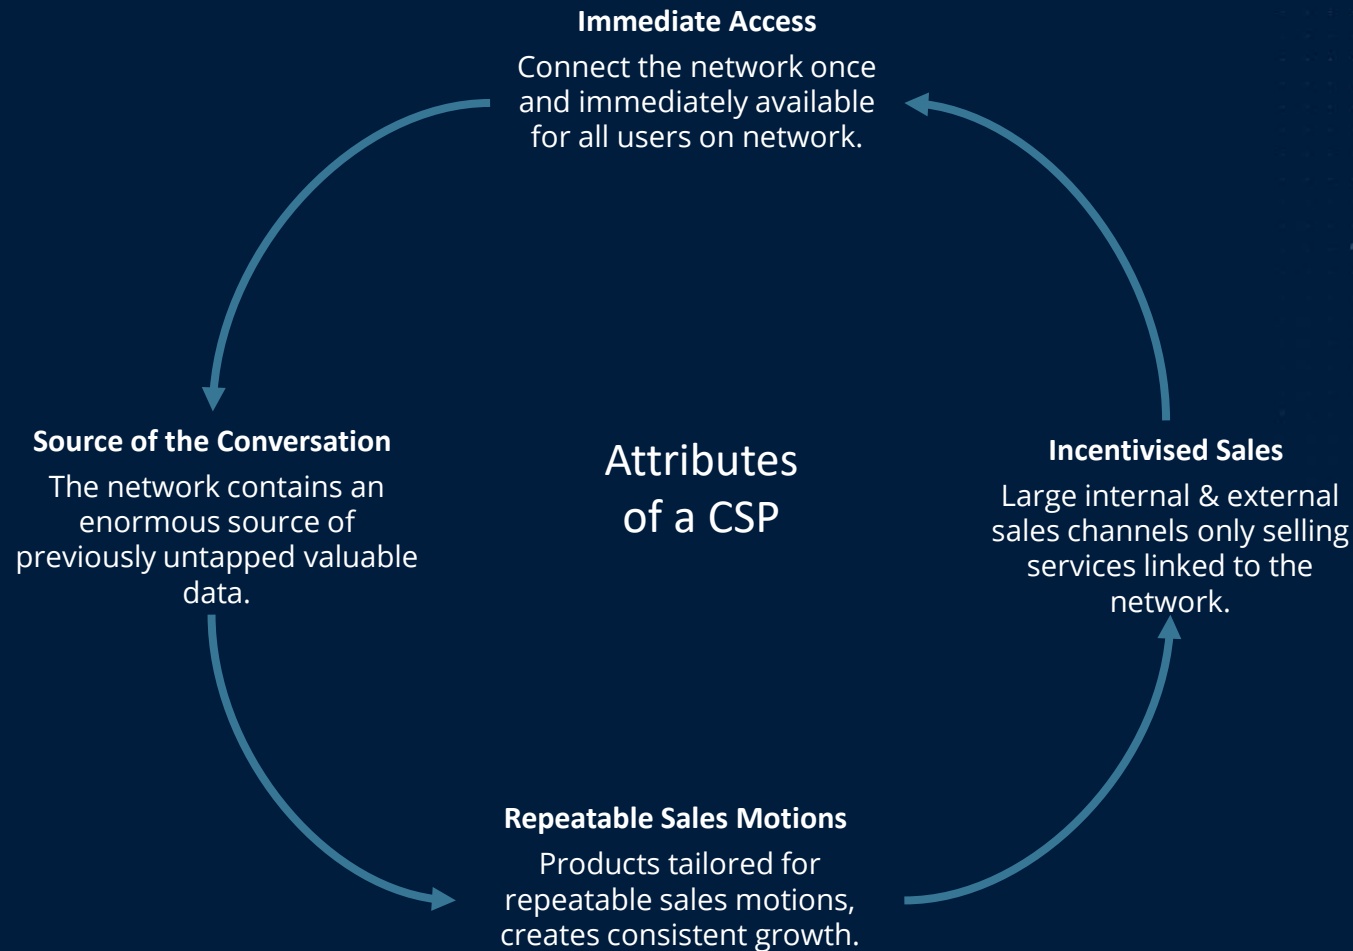 Immediate Access
Connect the network once
and immediately available
for all users on network.
Source of the Conversation
The network contains an
enormous source of
previously untapped valuable
data.
Attributes
of a CSP
Incentivised Sales
Large internal & external
sales channels only selling
services linked to the
network.
Repeatable Sales Motions
Products tailored for
repeatable sales motions,
creates consistent growth.